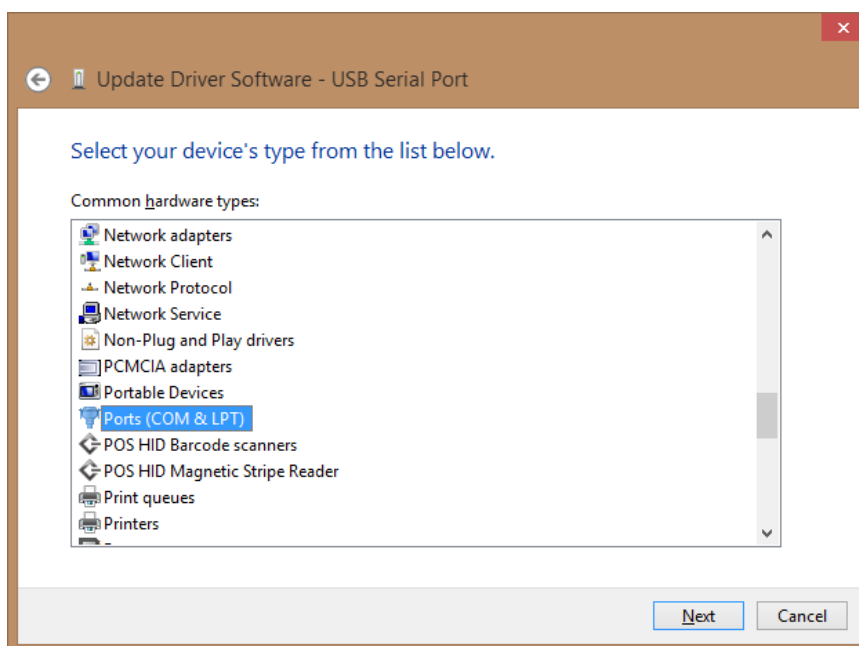 Update Driver Software - USB Serial Port
Select your device's type from the list below.
Common hardware types:
Network adapters
Network Client
Network Protocol
Network Service
Non-Plug and Play drivers
PCMCIA adapters
Portable Devices
Ports (COM & LPT)
POS HID Barcode scanners
POS HID Magnetic Stripe Reader
Print queues
Printers
Next
Cancel